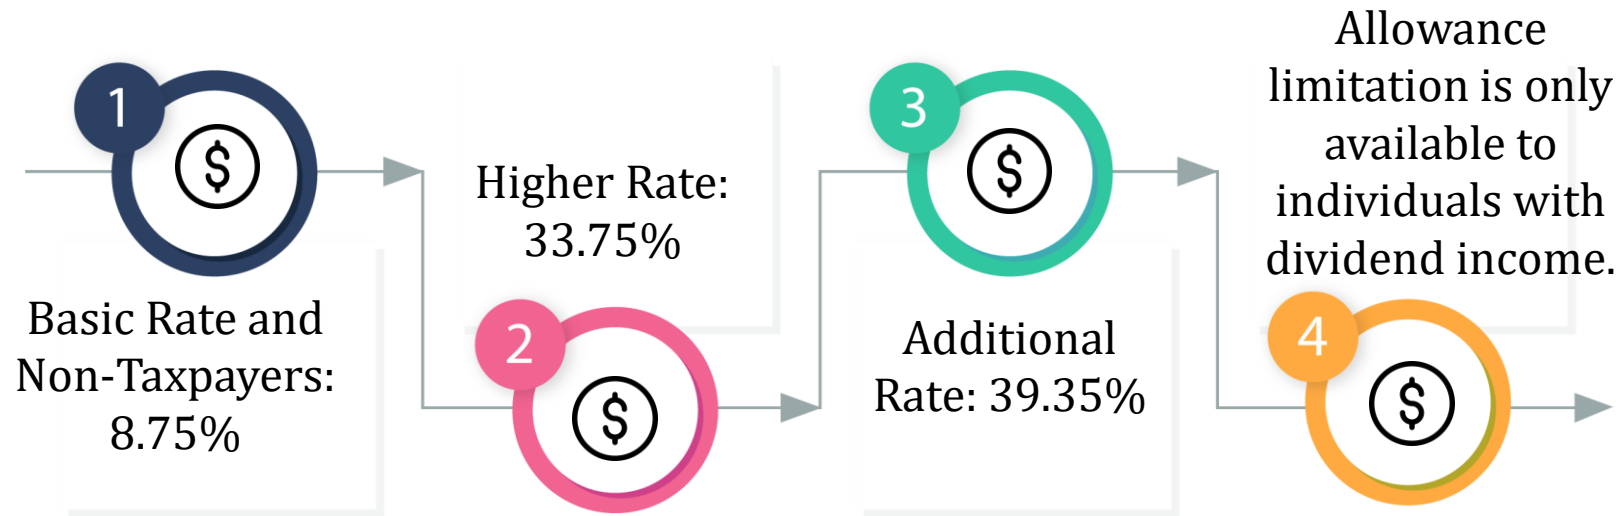 1
Basic Rate and
Non-Taxpayers:
8.75%
2
Higher Rate:
33.75%
3
Additional
Rate: 39.35%
4
Allowance
limitation is only
available to
individuals with
dividend income.